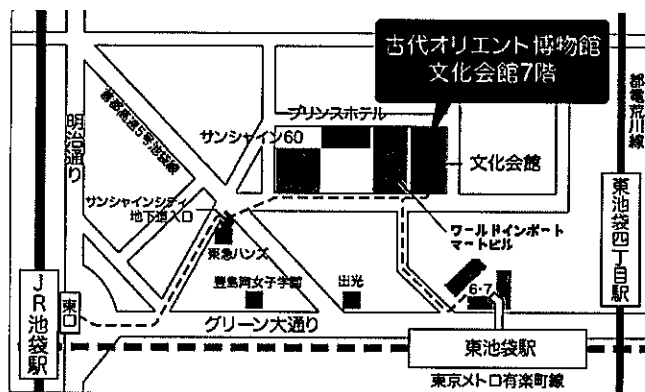 古代オリエント博物館
文化会館7階
プリンスホテル
サンシャイン60
文化会館
ワールドインポート
マートビル
サンシャインシティ
地下道入口
東急ハンズ
首都高速5号池袋線
明治通り
都電荒川線
東池袋四丁目駅
豊島岡女子学園
出光
6・7
グリーン大通り
JR池袋駅
東口
東池袋駅
東京メトロ有楽町線